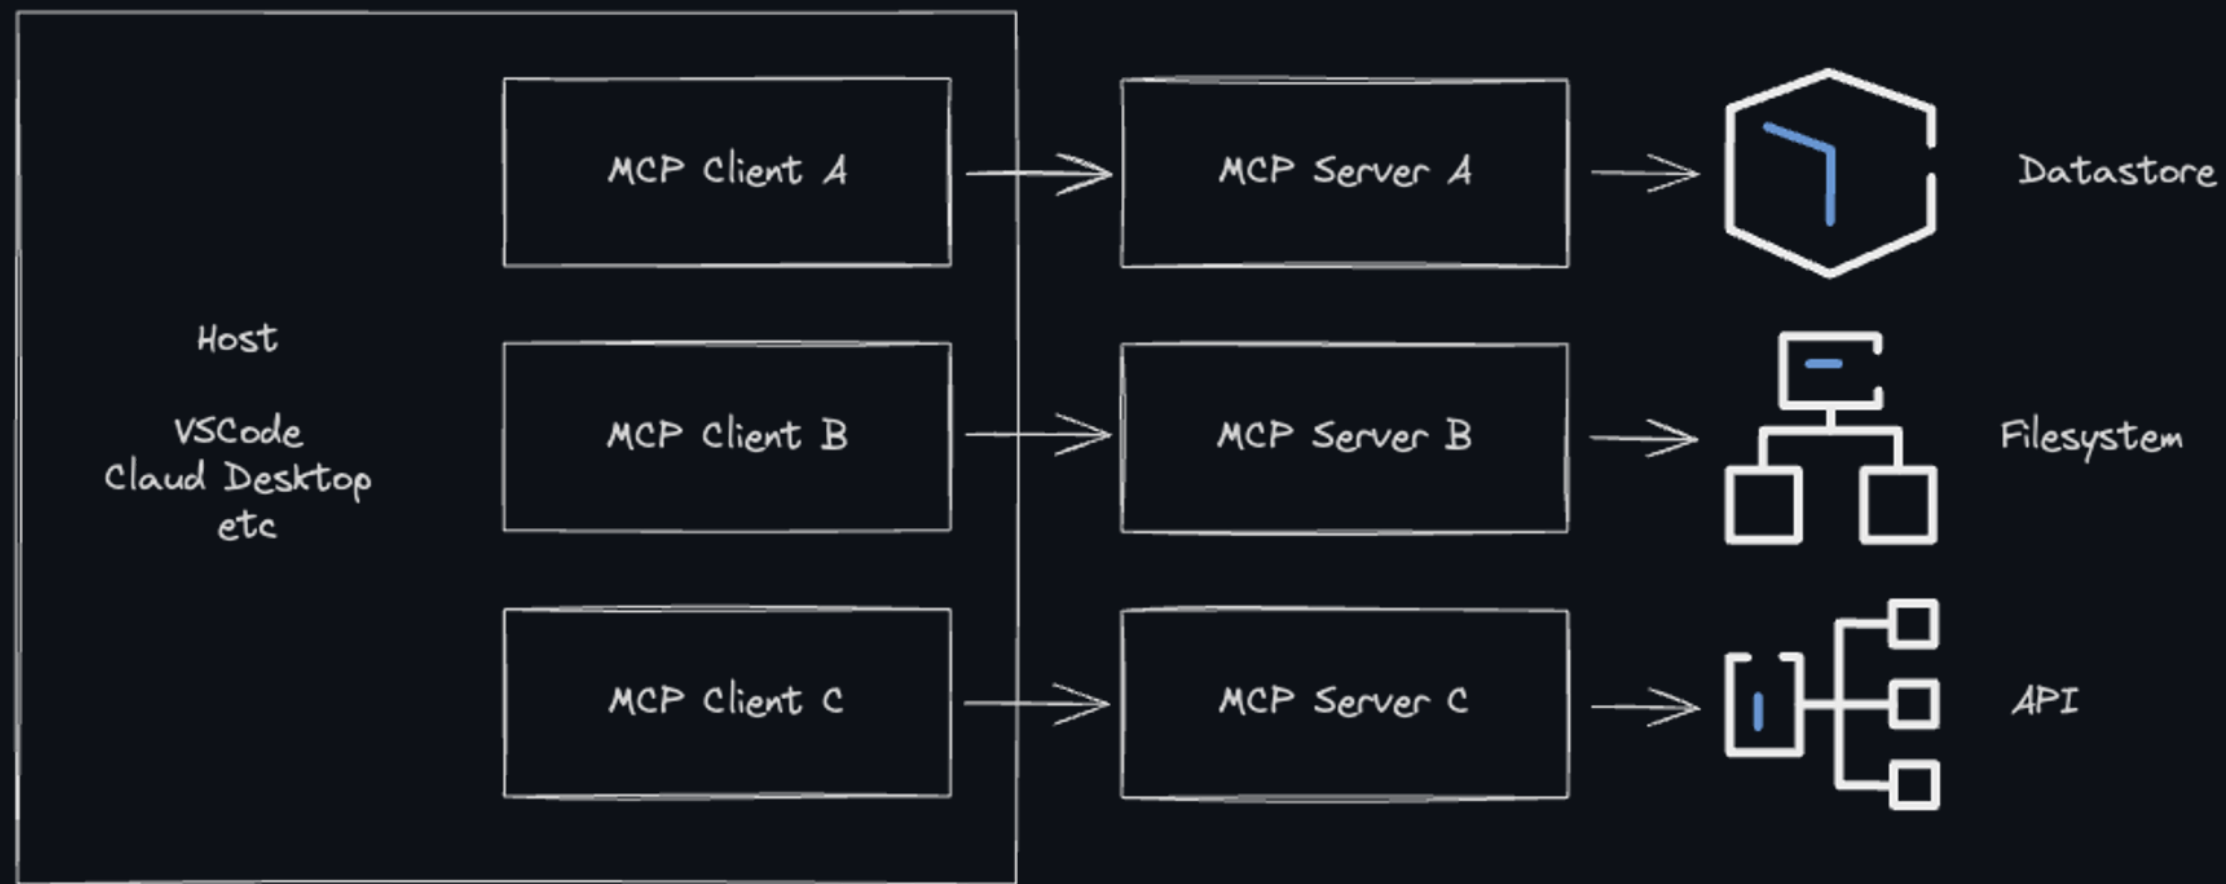 MCP Client A
MCP Server A
Datastore
Host
VSCode
Claud Desktop
etc
MCP Client B
MCP Server B
Filesystem
MCP Client C
MCP Server C
API